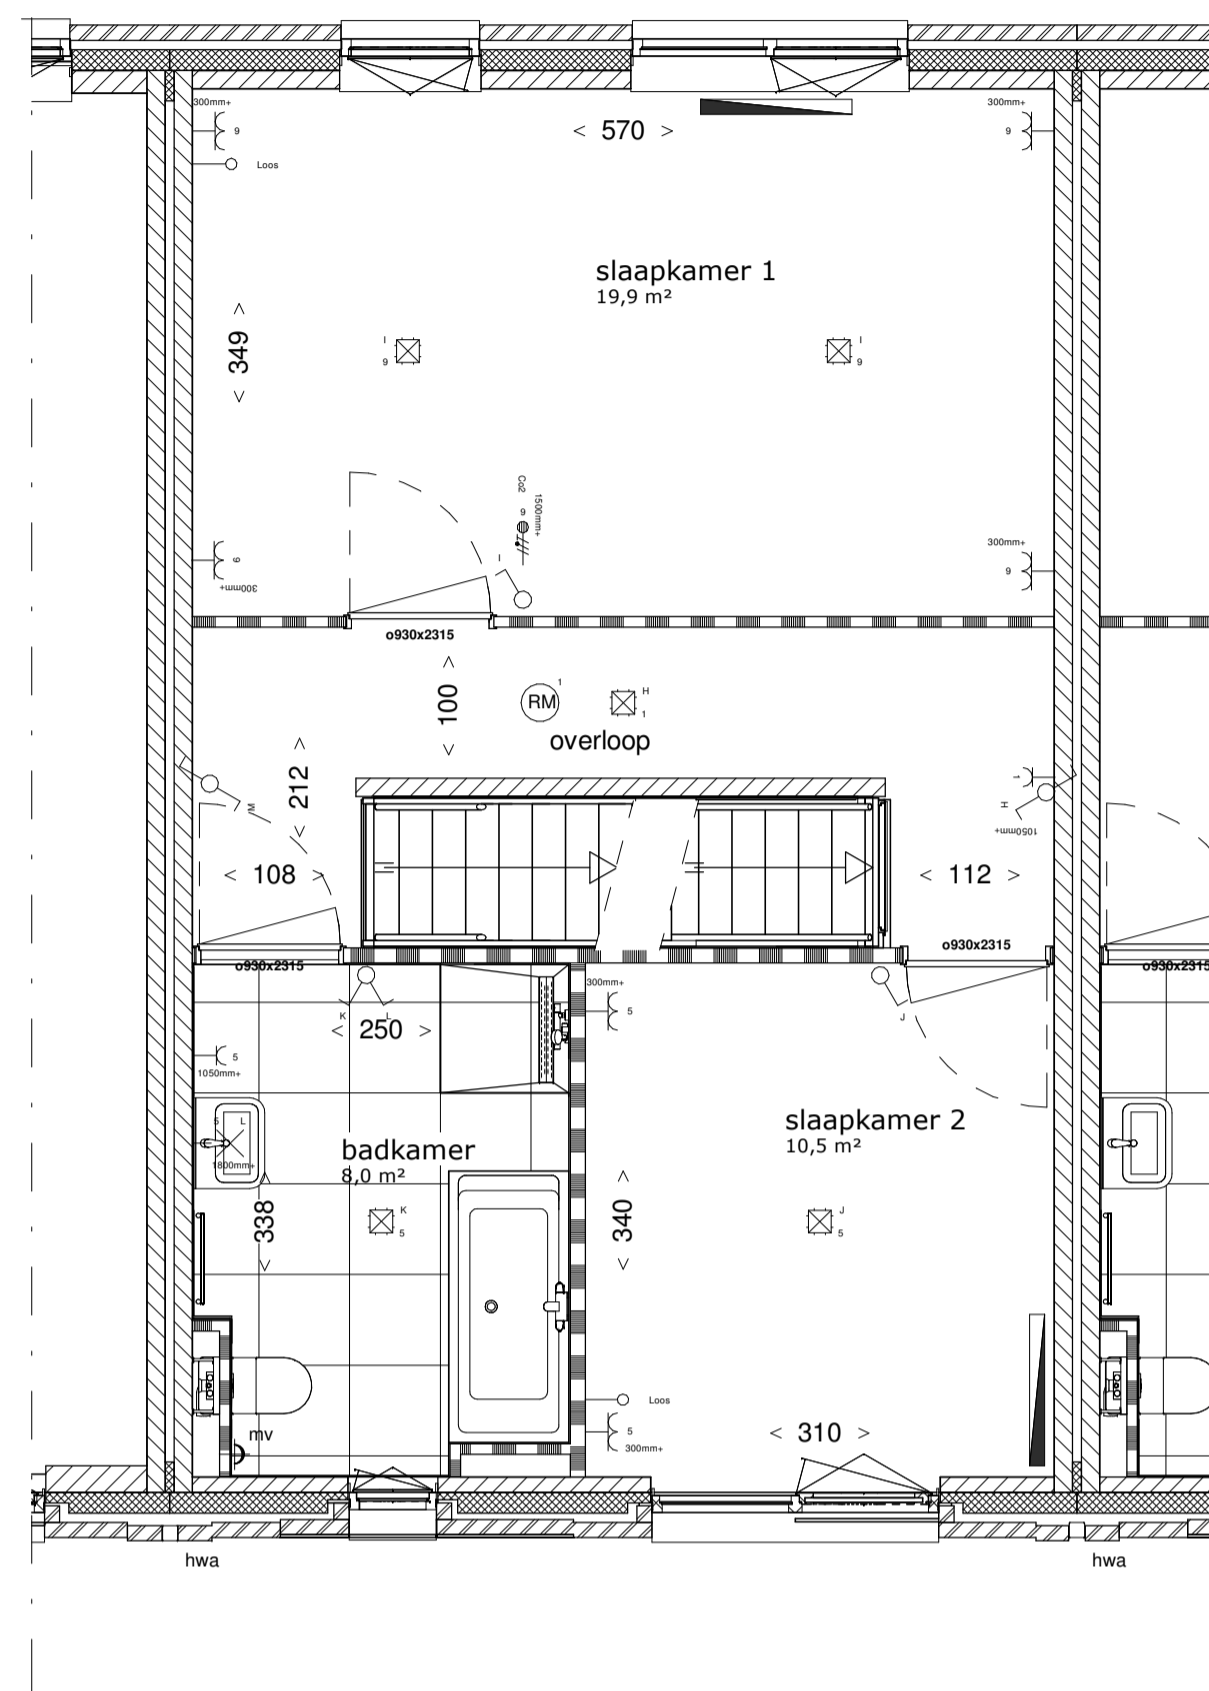 300mm+
9
Loos
< 570 >
300mm+
9
slaapkamer 1
19,9 m²
< 349 >
I
9
I
9
Co2
9
1500mm+
I
9
300mm+
300mm+
9
o930x2315
< 100 >
RM
1
H
1
overloop
< 212 >
M
1
H
1050mm+
< 108 >
< 112 >
o930x2315
o930x2315
o930x2315
K
L
< 250 >
300mm+
5
J
5
1050mm+
5
L
1800mm+
badkamer
8,0 m²
slaapkamer 2
10,5 m²
< 338 >
K
5
< 340 >
J
5
Loos
5
300mm+
mv
< 310 >
hwa
hwa